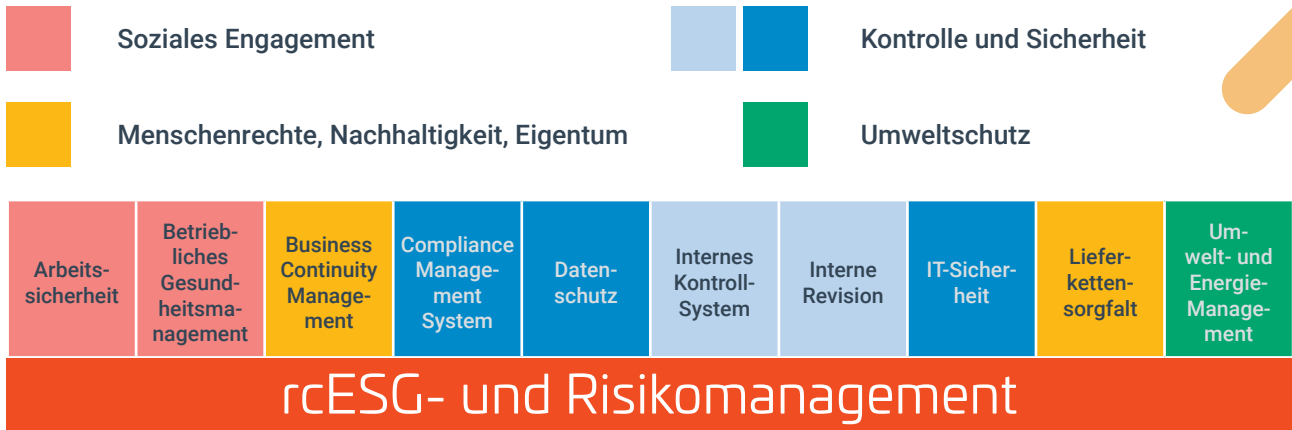 Soziales Engagement
Kontrolle und Sicherheit
Menschenrechte, Nachhaltigkeit, Eigentum
Umweltschutz
Arbeits-
sicherheit
Betrieb-
liches
Gesund-
heitsma-
nagement
Business
Continuity
Manage-
ment
Compliance
Manage-
ment
System
Daten-
schutz
Internes
Kontroll-
System
Interne
Revision
IT-Sicher-
heit
Liefer-
ketten-
sorgfalt
Um-
welt- und
Energie-
Manage-
ment
rcESG- und Risikomanagement